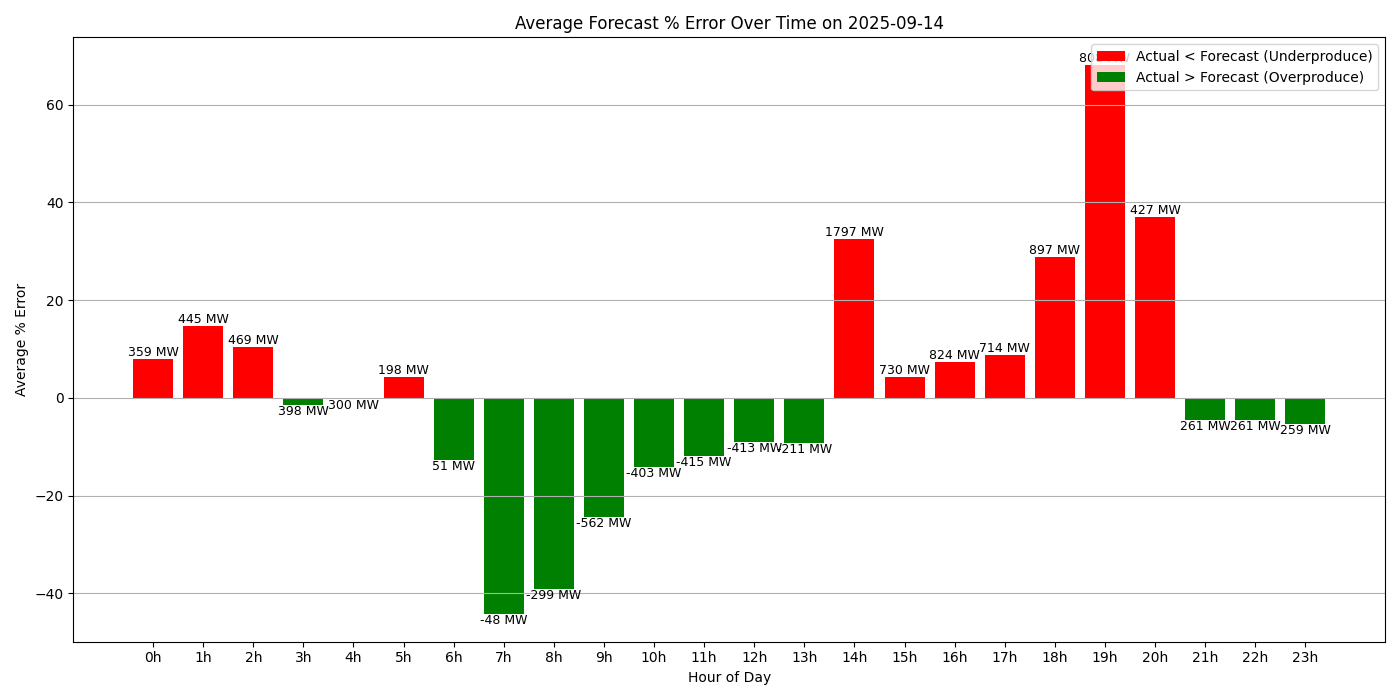 Average Forecast % Error Over Time on 2025-09-14
Actual < Forecast (Underproduce)
Actual > Forecast (Overproduce)
Average % Error
60
40
20
0
−20
−40
359 MW
445 MW
469 MW
398 MW
300 MW
198 MW
51 MW
-48 MW
-299 MW
-562 MW
-403 MW
-415 MW
-413 MW
-211 MW
1797 MW
730 MW
824 MW
714 MW
897 MW
427 MW
261 MW
261 MW
259 MW
0h 1h 2h 3h 4h 5h 6h 7h 8h 9h 10h 11h 12h 13h 14h 15h 16h 17h 18h 19h 20h 21h 22h 23h
Hour of Day